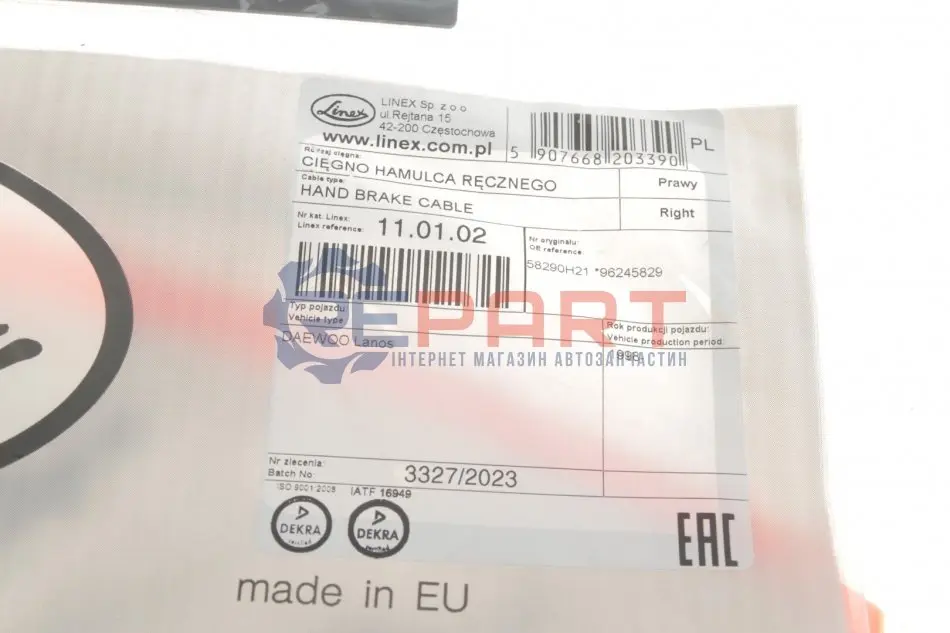 Linex
LINEX Sp. z o o
ul.Rejtana 15
42-200 Częstochowa
www.linex.com.pl
5 907668 203390
PL
Rodzaj cięgna:
CIĘGNO HAMULCA RĘCZNEGO
Prawy
Cable type:
HAND BRAKE CABLE
Right
Nr kat. Linex:
Linex reference:
11.01.02
Nr oryginału:
OE reference:
58290H21 *96245829
Typ pojazdu
Vehicle type
DAEWOO Lanos
Rok produkcji pojazdu:
Vehicle production period:
EPART
ІНТЕРНЕТ МАГАЗИН АВТОЗАПЧАСТИН
Nr zlecenia:
Batch No
3327/2023
ISO 9001:2008
IATF 16949
DEKRA
DEKRA
EAC
made in EU